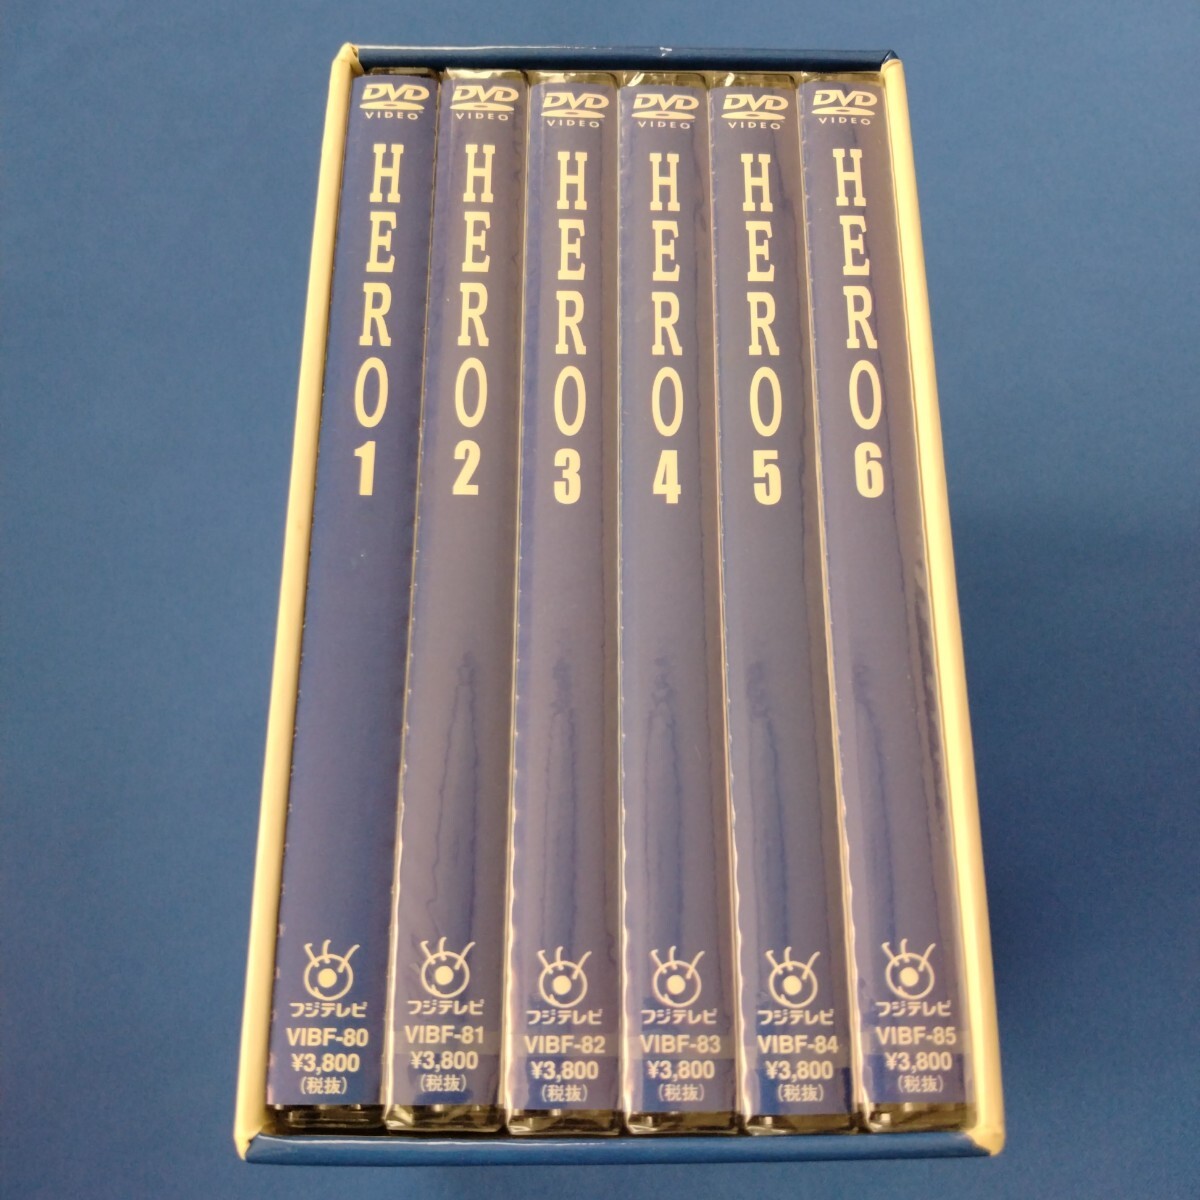 DVD
VIDEO
HERO
1
フジテレビ
VIBF-80
¥3,800
(税抜)
DVD
VIDEO
HERO
2
フジテレビ
VIBF-81
¥3,800
(税抜)
DVD
VIDEO
HERO
3
フジテレビ
VIBF-82
¥3,800
(税抜)
DVD
VIDEO
HERO
4
フジテレビ
VIBF-83
¥3,800
(税抜)
DVD
VIDEO
HERO
5
フジテレビ
VIBF-84
¥3,800
(税抜)
DVD
VIDEO
HERO
6
フジテレビ
VIBF-85
¥3,800
(税抜)